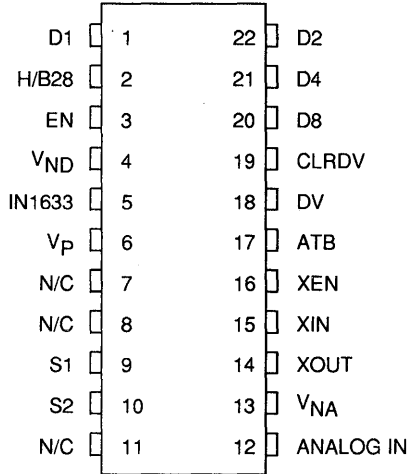 D1 1 22 D2
H/B28 2 21 D4
EN 3 20 D8
VND 4 19 CLRDV
IN1633 5 18 DV
VP 6 17 ATB
N/C 7 16 XEN
N/C 8 15 XIN
S1 9 14 XOUT
S2 10 13 VNA
N/C 11 12 ANALOG IN